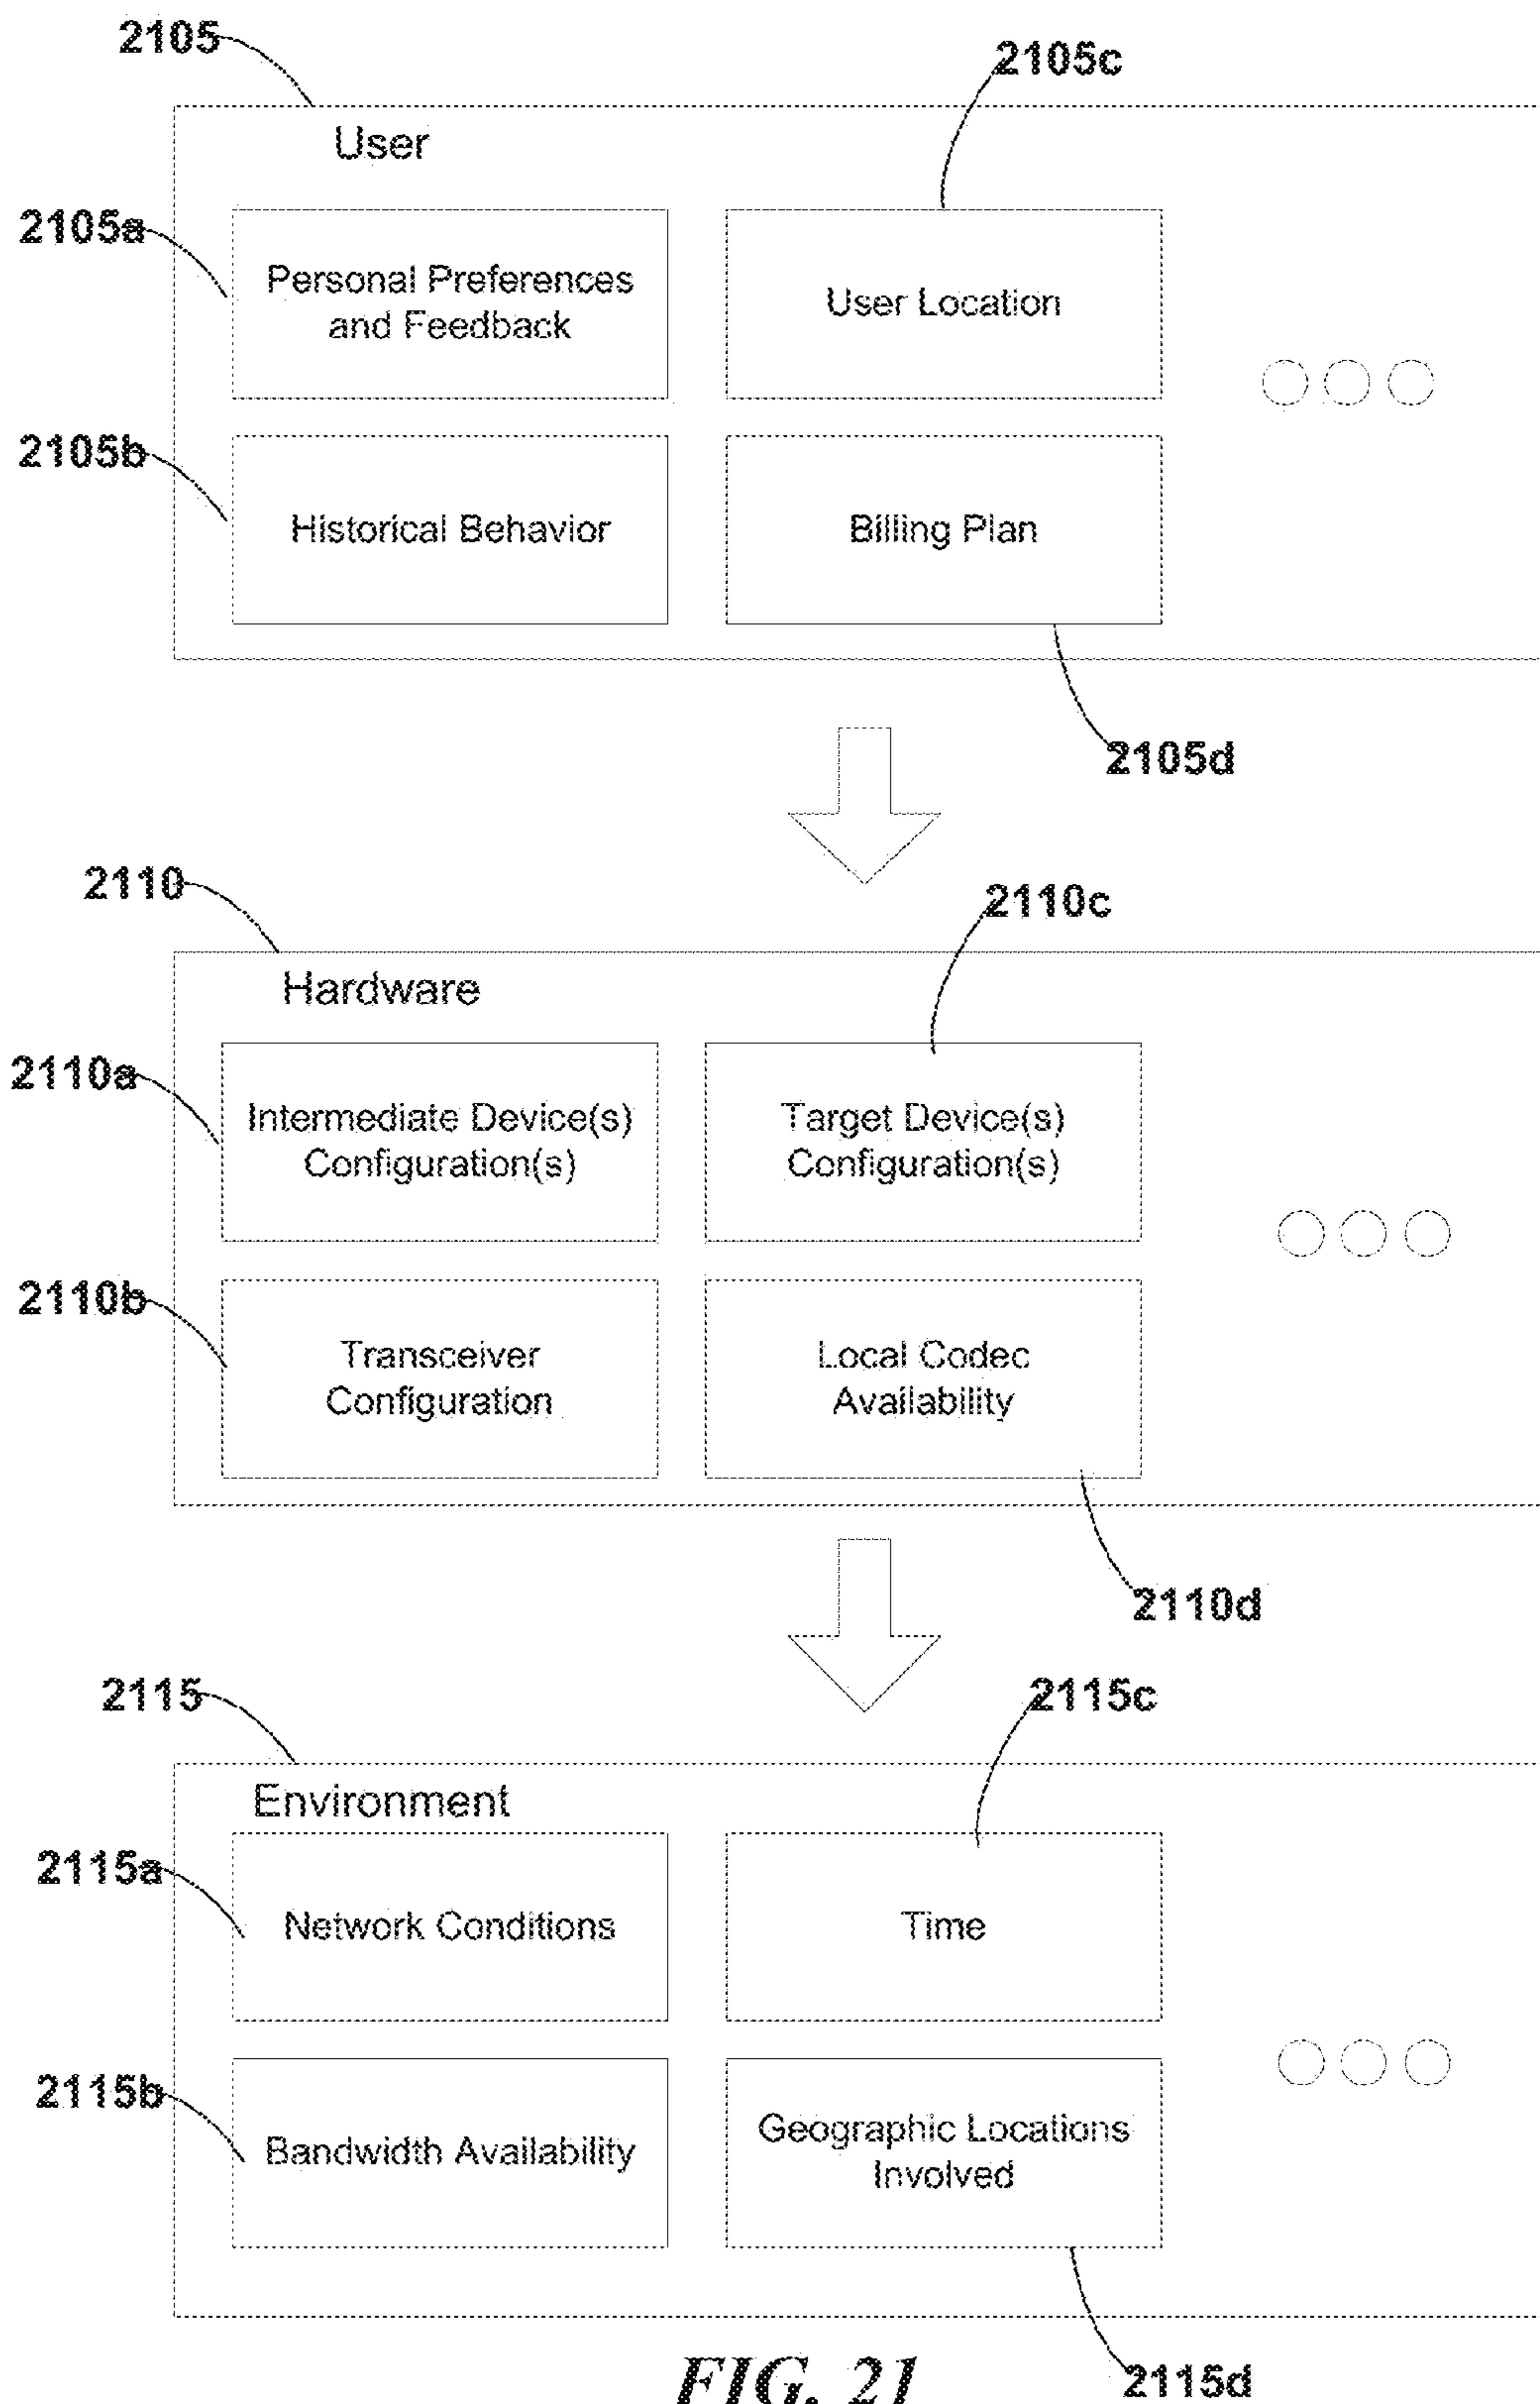 2105
2105c
User
2105a
Personal Preferences
and Feedback
User Location
2105b
Historical Behavior
Billing Plan
2105d
2110
2110c
Hardware
2110a
Intermediate Device(s)
Configuration(s)
Target Device(s)
Configuration(s)
2110b
Transceiver
Configuration
Local Codec
Availability
2110d
2115
2115c
Environment
2115a
Network Conditions
Time
2115b
Bandwidth Availability
Geographic Locations
Involved
2115d
FIG. 21